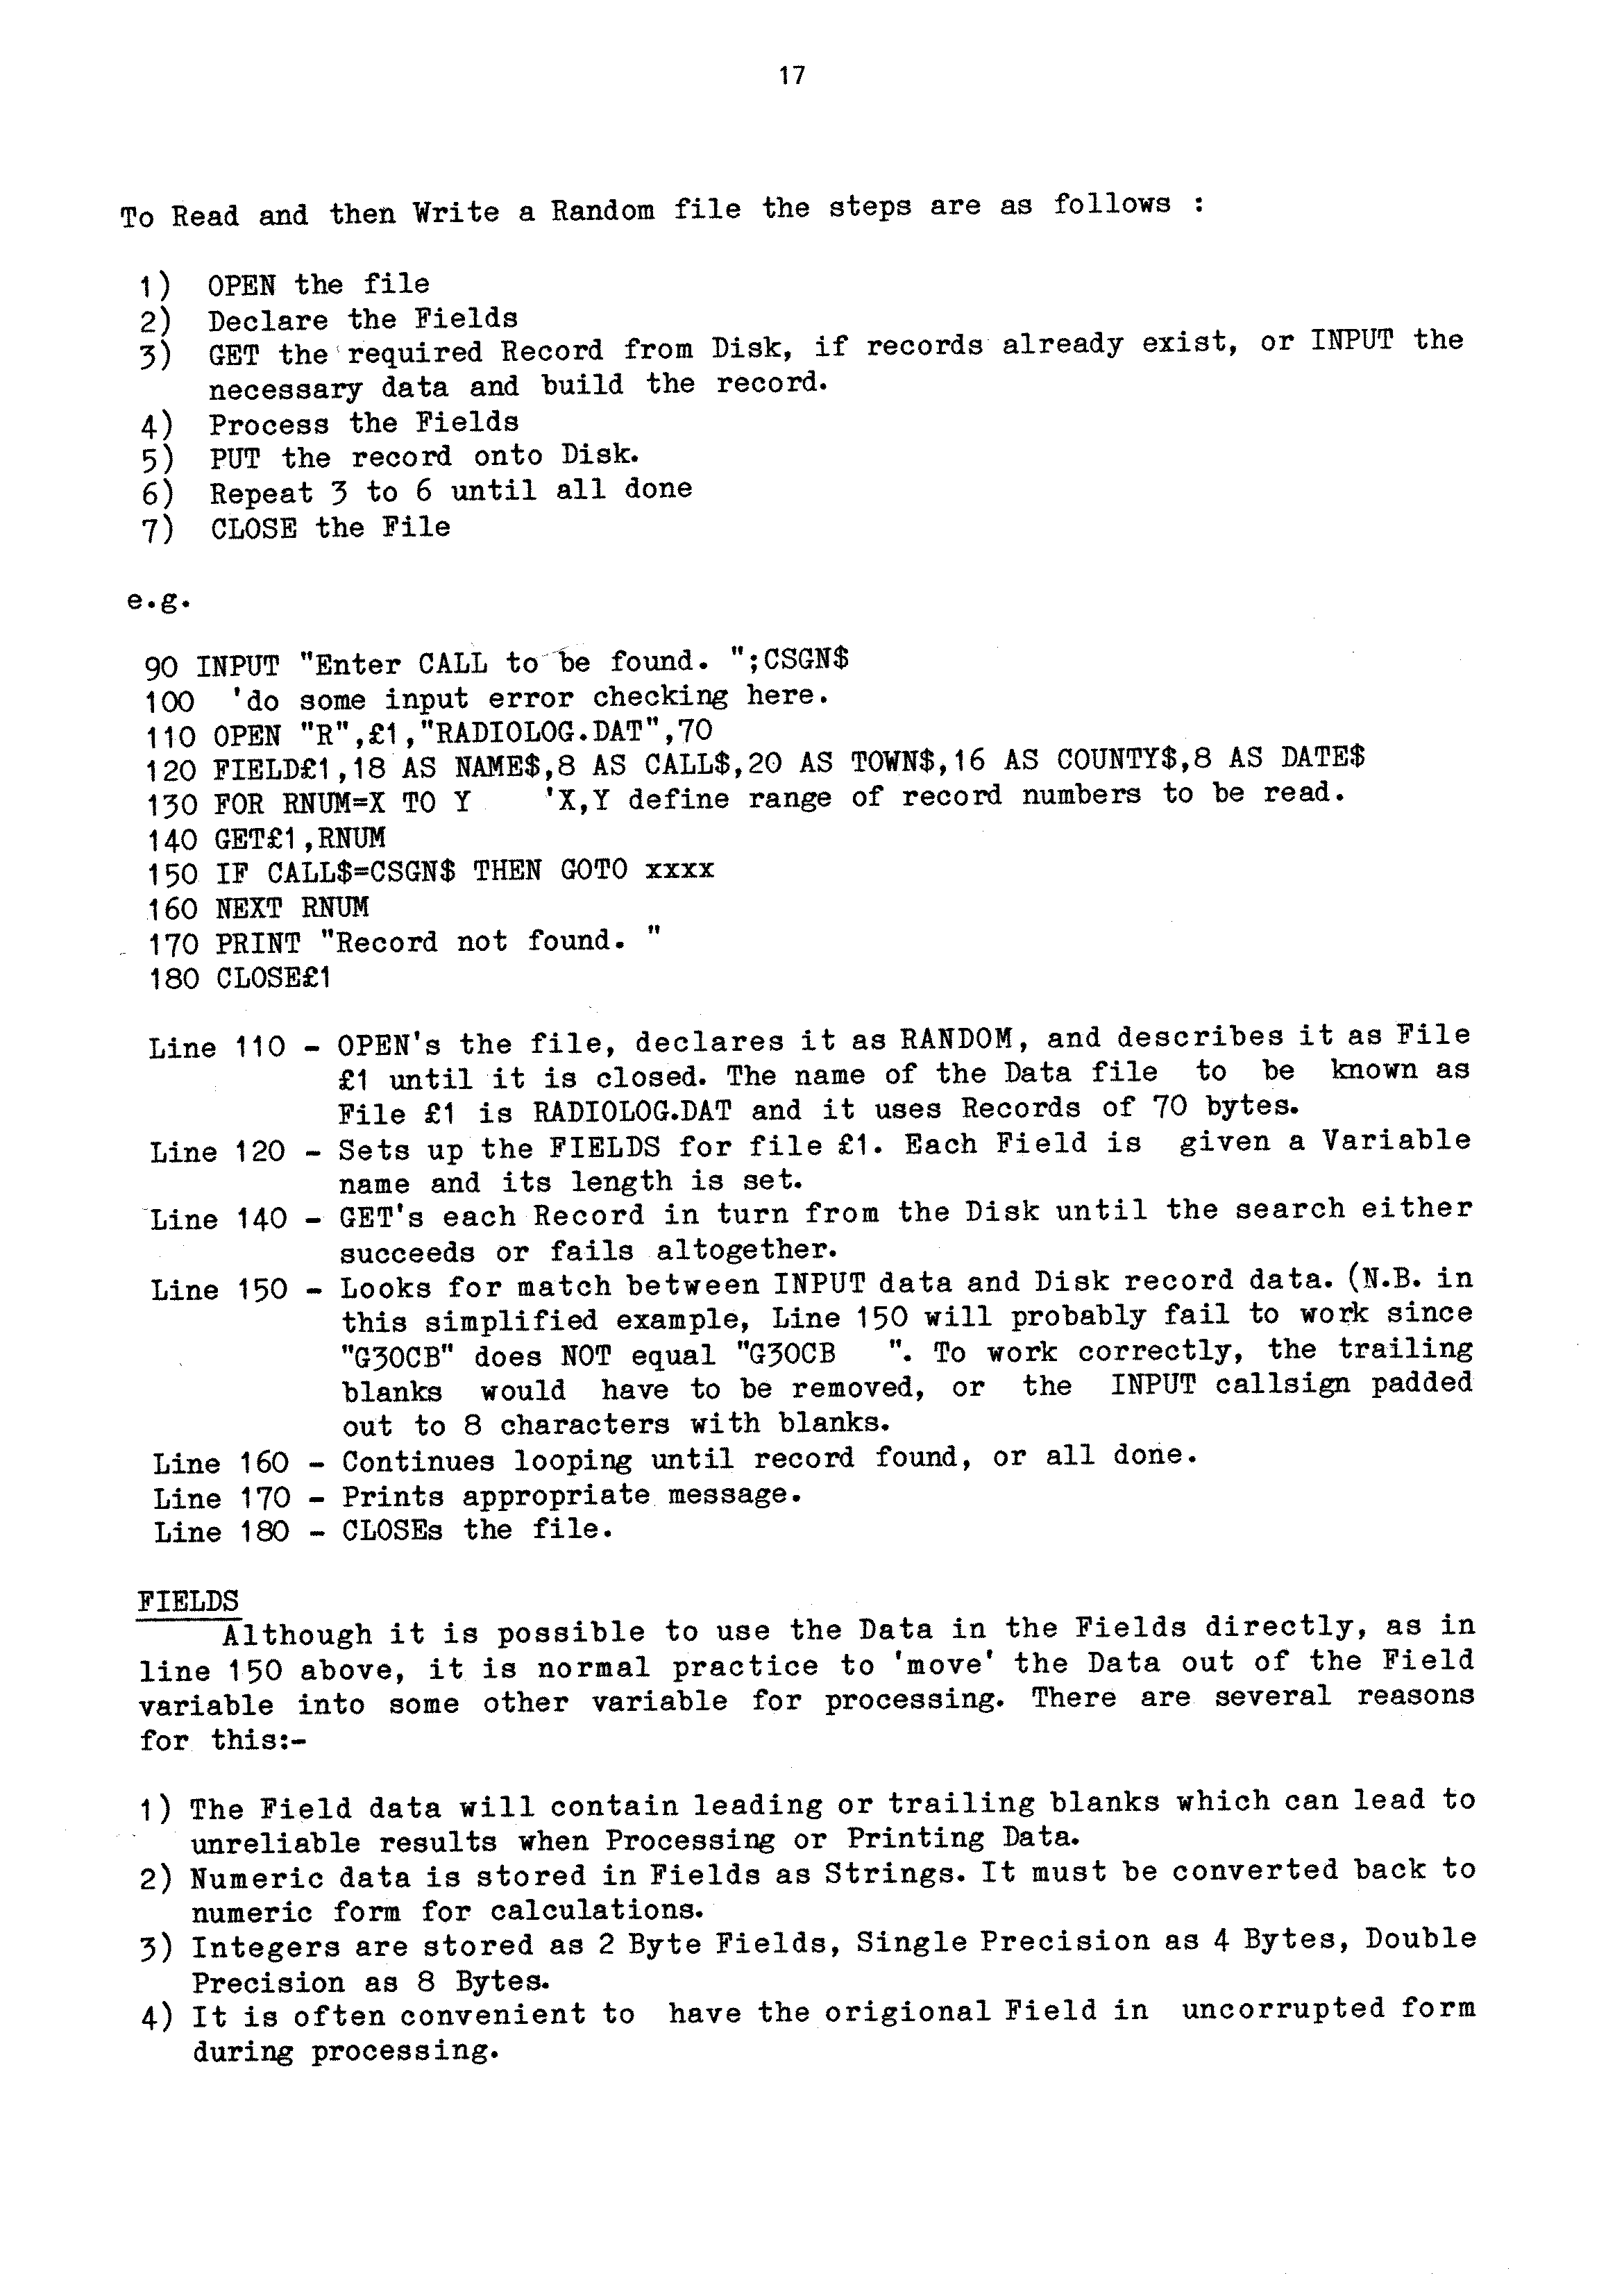 17
To Read and then Write a Random file the steps are as follows :
1) OPEN the file
2) Declare the Fields
3) GET the required Record from Disk, if records already exist, or INPUT the
necessary data and build the record.
4) Process the Fields
5) PUT the record onto Disk.
6) Repeat 3 to 6 until all done
7) CLOSE the File
e.g.
90 INPUT "Enter CALL to be found. ";CSGN$
100  'do some input error checking here.
110 OPEN "R",£1,"RADIOLOG.DAT",70
120 FIELD£1,18 AS NAME$,8 AS CALL$,20 AS TOWN$,16 AS COUNTY$,8 AS DATE$
130 FOR RNUM=X TO Y    'X,Y define range of record numbers to be read.
140 GET£1,RNUM
150 IF CALL$=CSGN$ THEN GOTO xxxx
160 NEXT RNUM
170 PRINT "Record not found. "
180 CLOSE£1
Line 110 - OPEN's the file, declares it as RANDOM, and describes it as File
£1 until it is closed. The name of the Data file to be known as
File £1 is RADIOLOG.DAT and it uses Records of 70 bytes.
Line 120 - Sets up the FIELDS for file £1. Each Field is given a Variable
name and its length is set.
Line 140 - GET's each Record in turn from the Disk until the search either
succeeds or fails altogether.
Line 150 - Looks for match between INPUT data and Disk record data. (N.B. in
this simplified example, Line 150 will probably fail to work since
"G3OCB" does NOT equal "G3OCB   ". To work correctly, the trailing
blanks would have to be removed, or the INPUT callsign padded
out to 8 characters with blanks.
Line 160 - Continues looping until record found, or all done.
Line 170 - Prints appropriate message.
Line 180 - CLOSEs the file.
FIELDS
Although it is possible to use the Data in the Fields directly, as in
line 150 above, it is normal practice to 'move' the Data out of the Field
variable into some other variable for processing. There are several reasons
for this:-
1) The Field data will contain leading or trailing blanks which can lead to
unreliable results when Processing or Printing Data.
2) Numeric data is stored in Fields as Strings. It must be converted back to
numeric form for calculations.
3) Integers are stored as 2 Byte Fields, Single Precision as 4 Bytes, Double
Precision as 8 Bytes.
4) It is often convenient to have the origional Field in uncorrupted form
during processing.